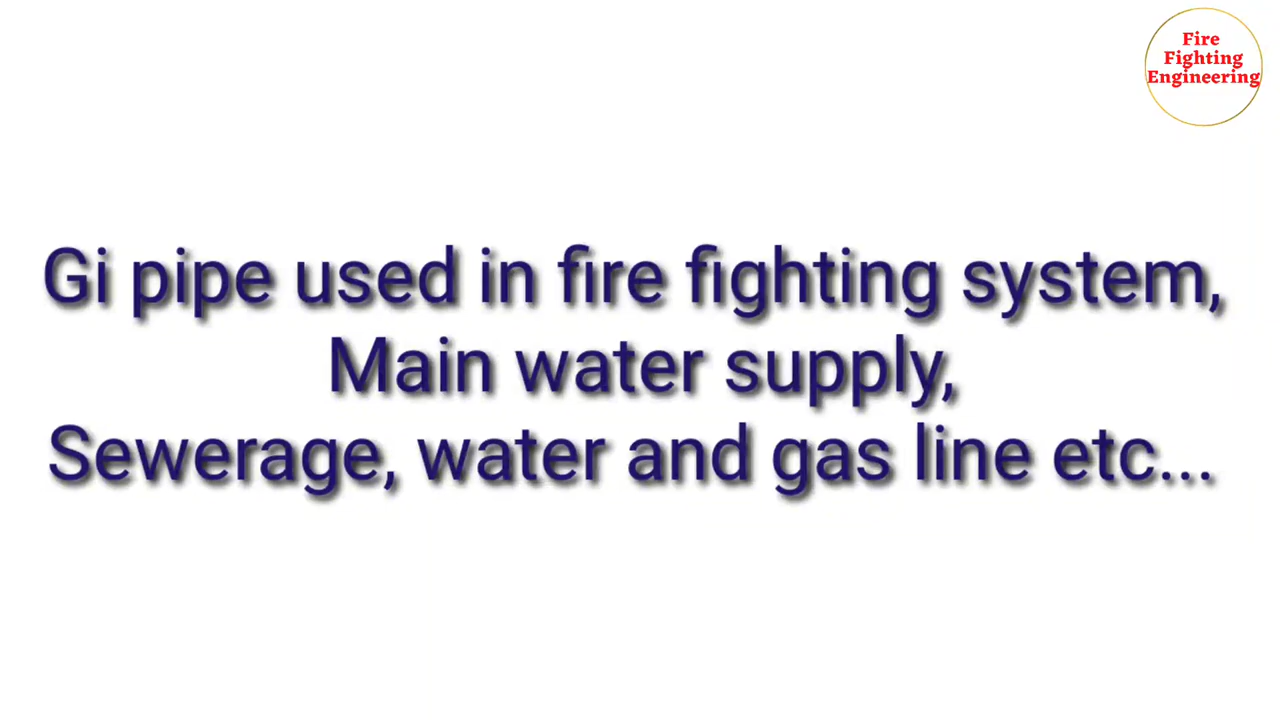 Fire
Fighting
Engineering
Gi pipe used in fire fighting system,
Main water supply,
Sewerage, water and gas line etc...